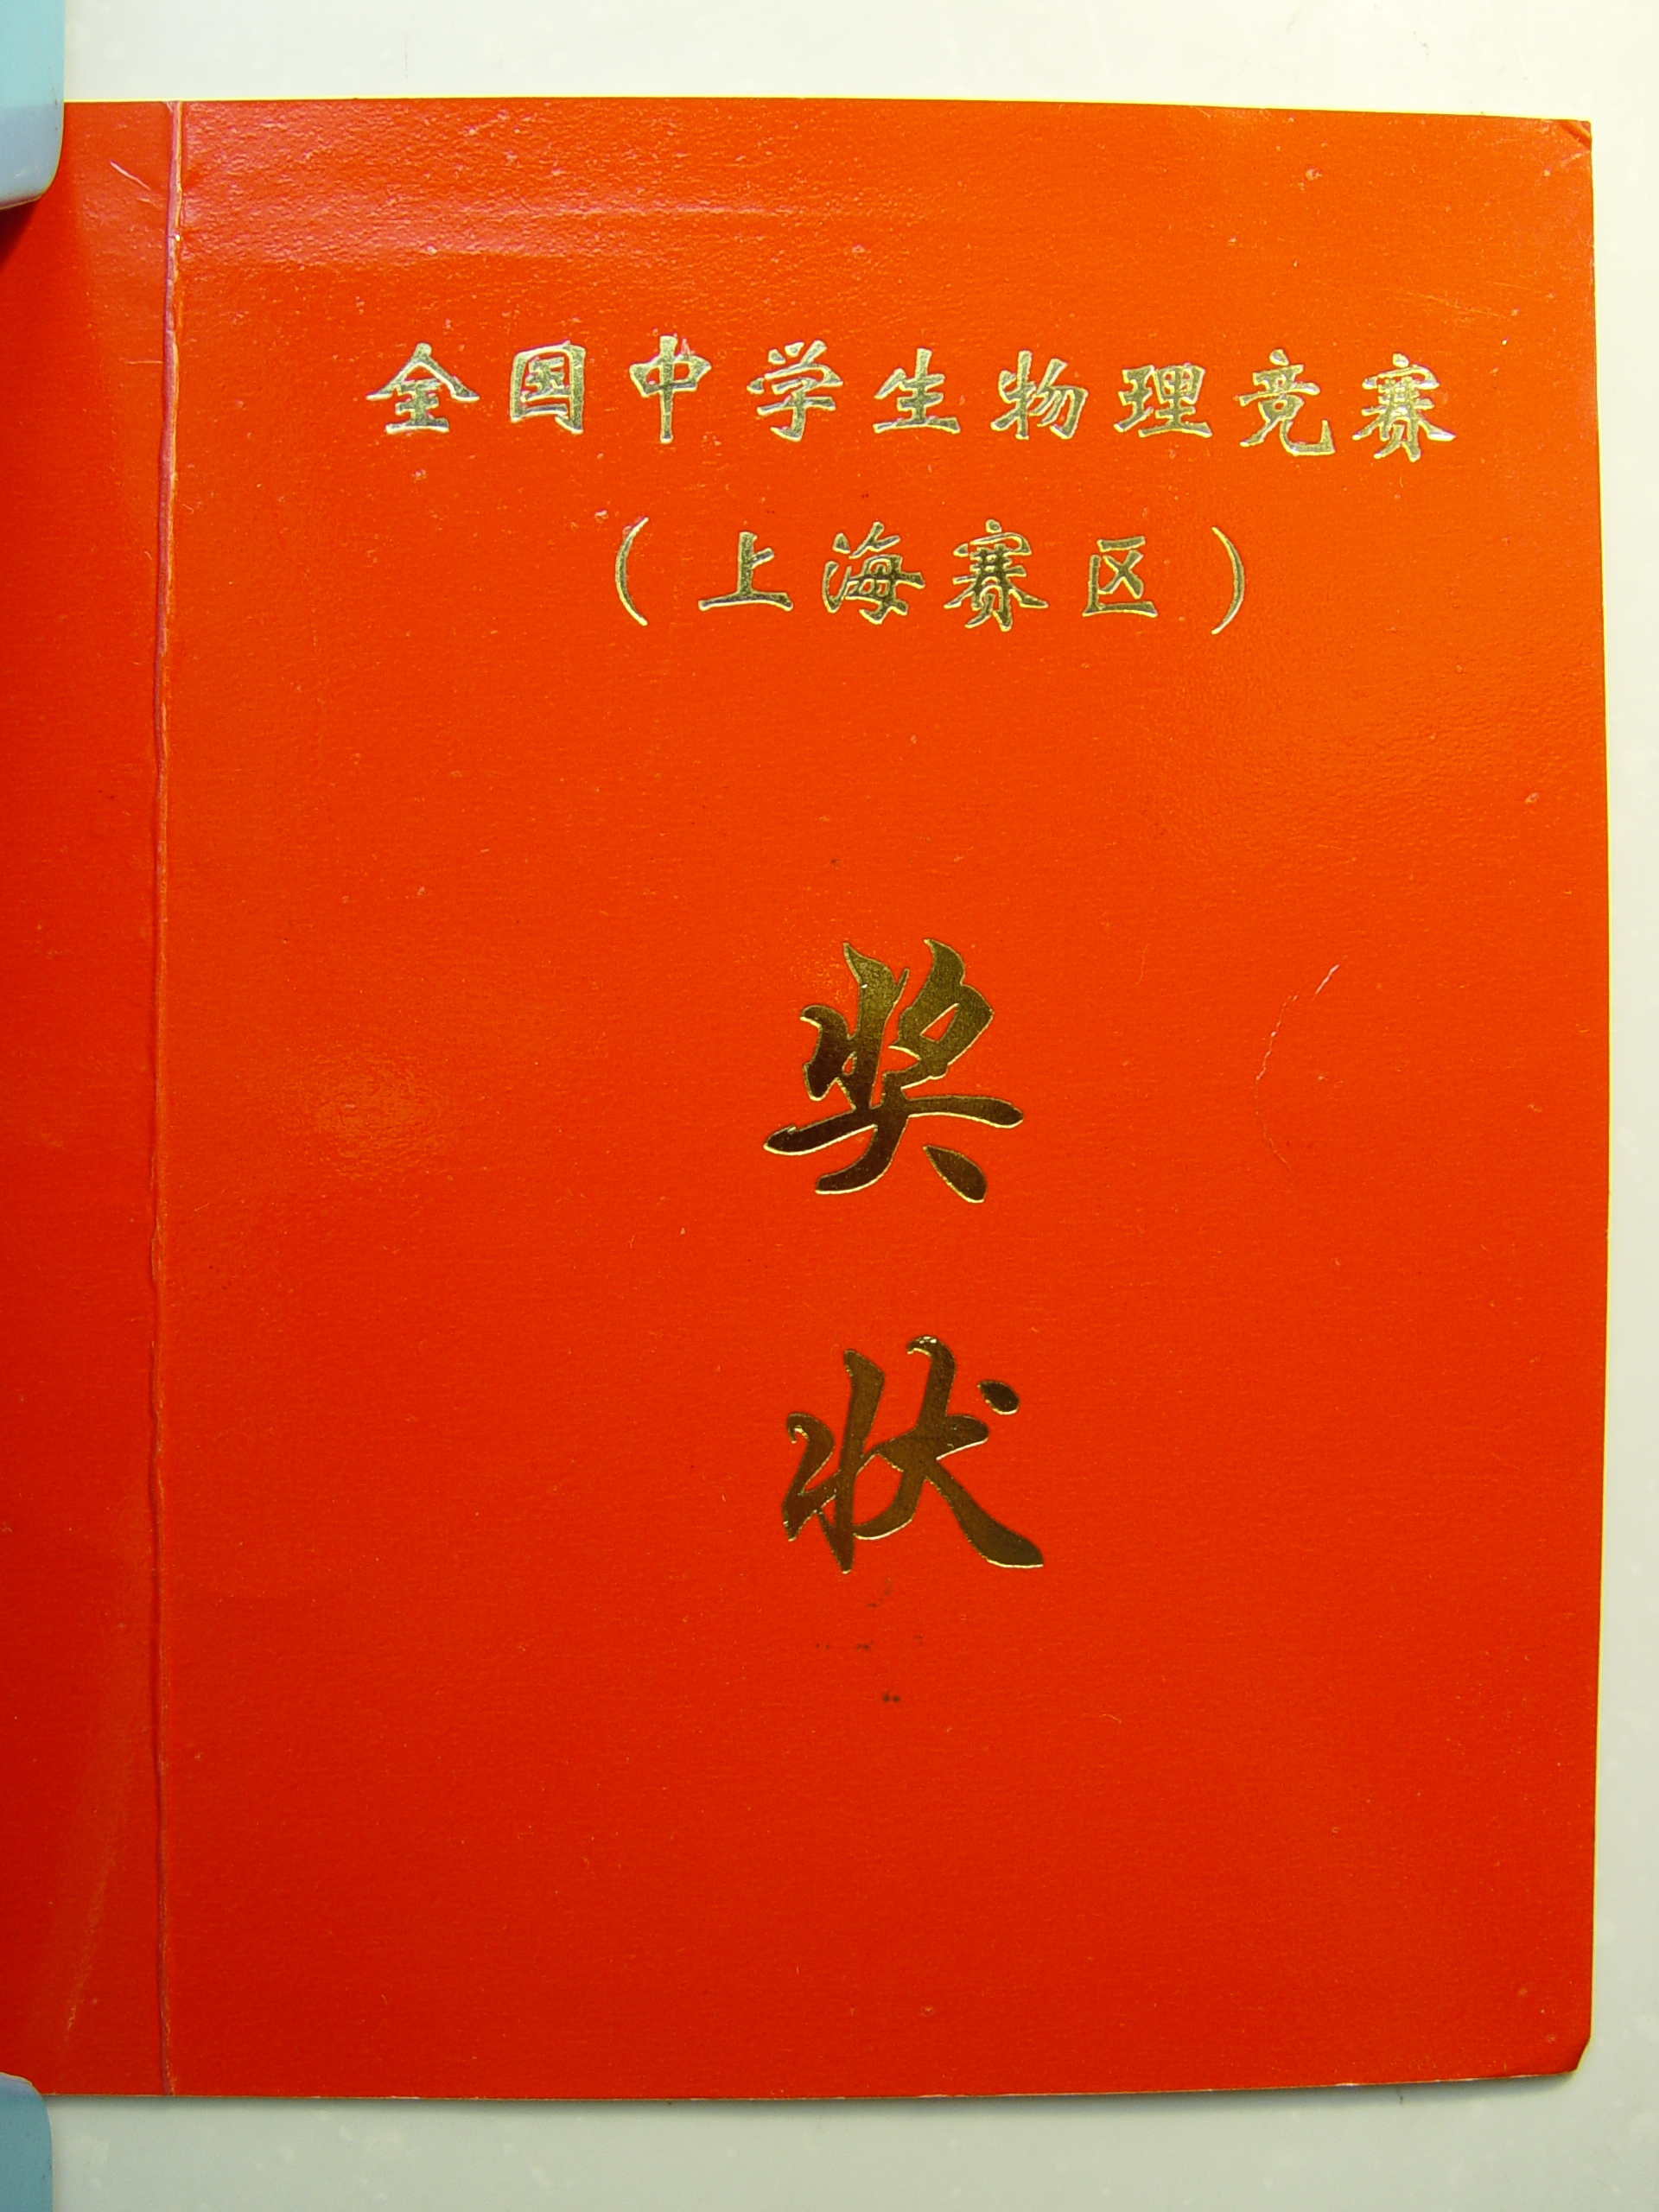 全国中学生物理竞赛
（上海赛区）
奖
状